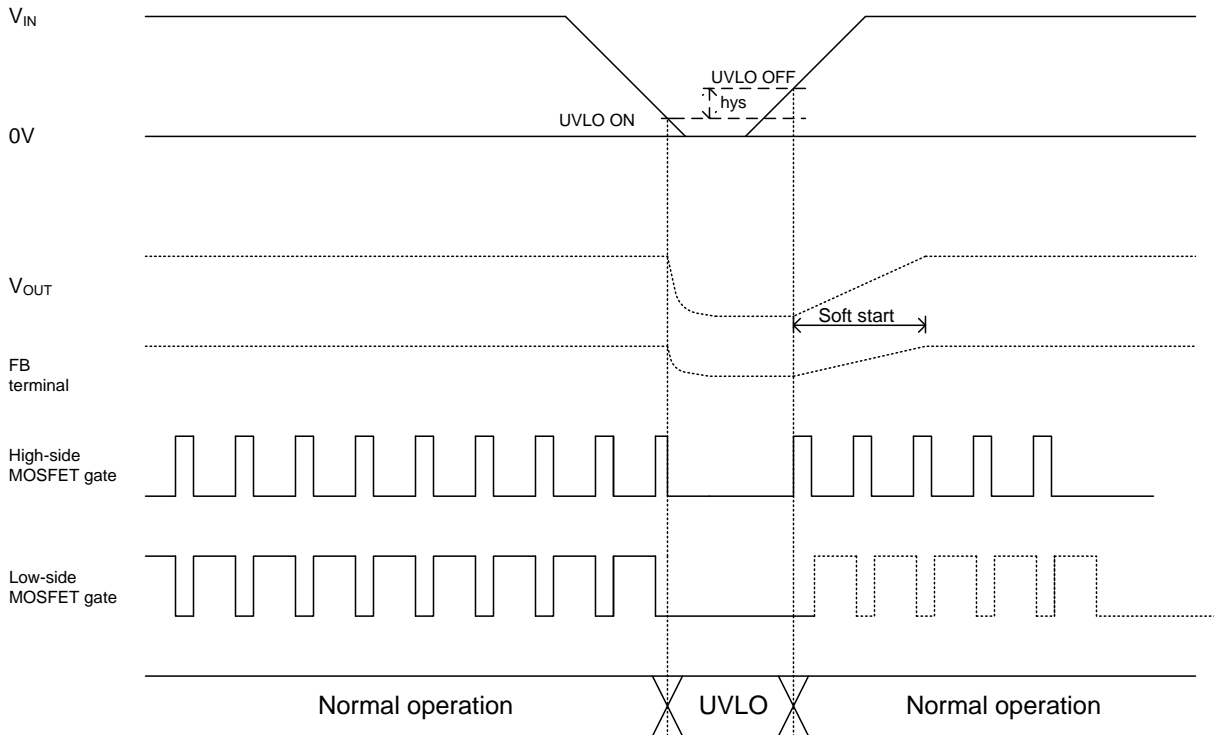 VIN
UVLO OFF
hys
UVLO ON
0V
VOUT
Soft start
FB
terminal
High-side
MOSFET gate
Low-side
MOSFET gate
Normal operation
UVLO
Normal operation